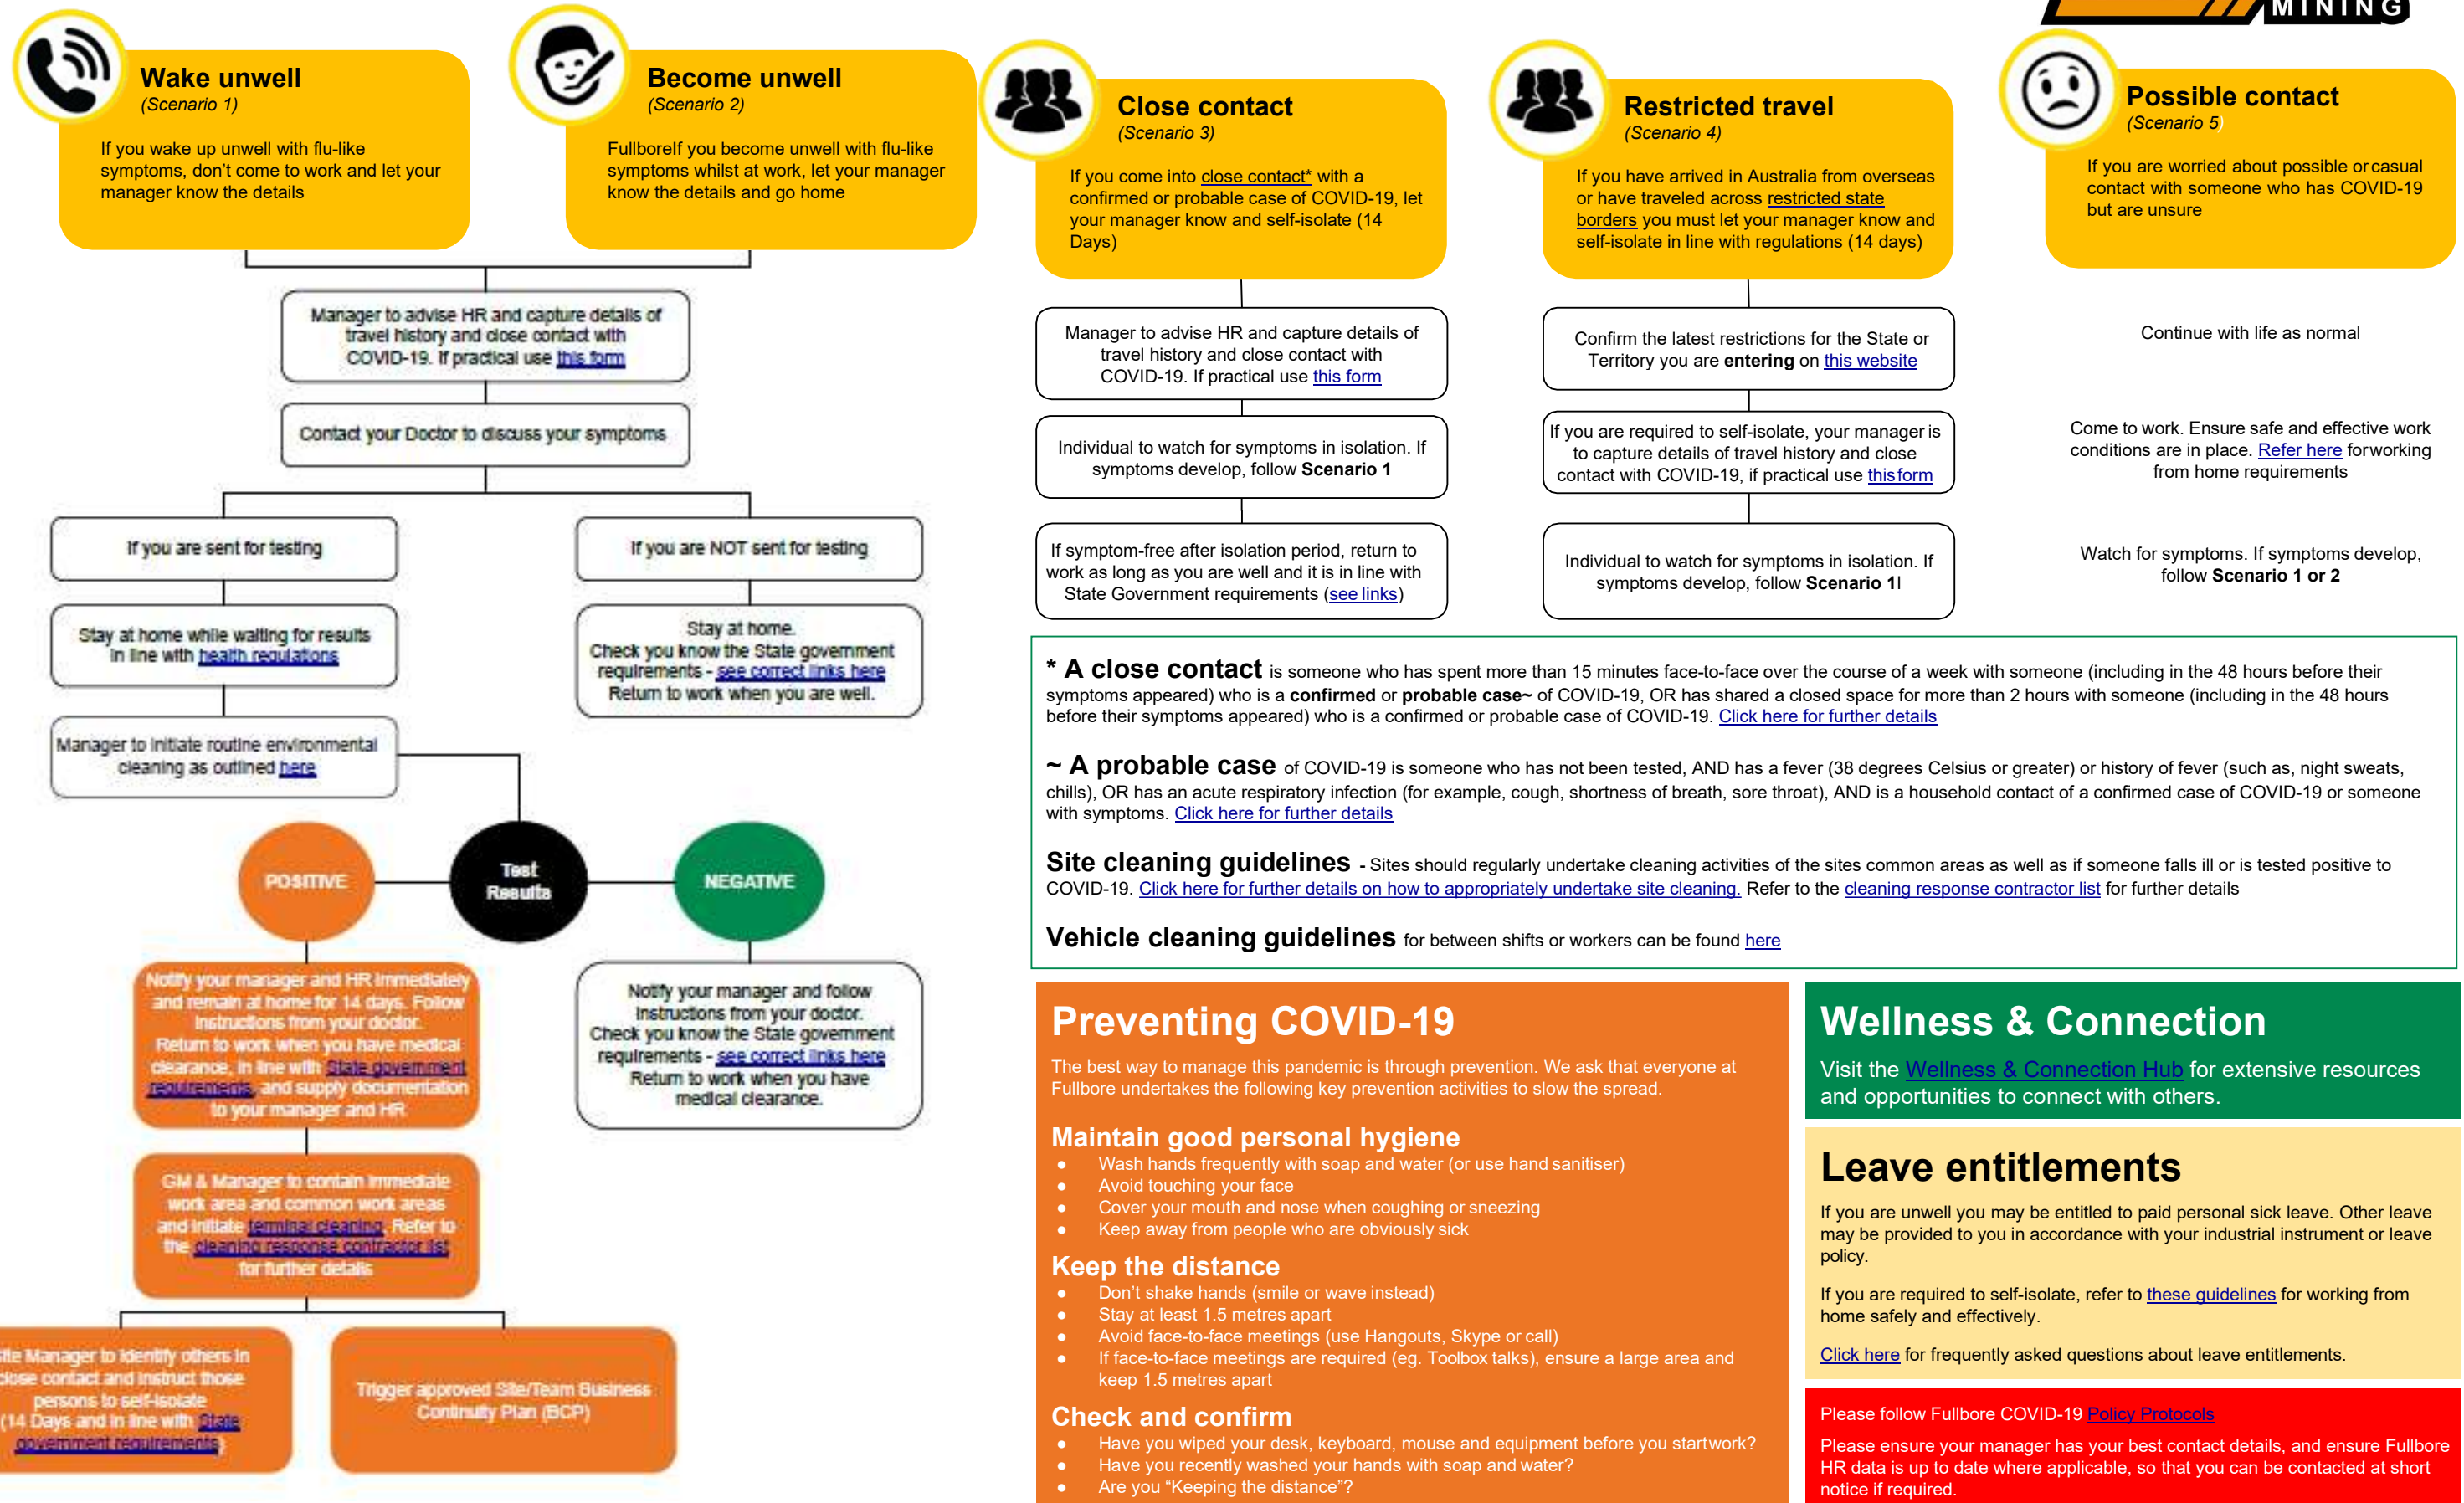 MINING
Wake unwell
(Scenario 1)
If you wake up unwell with flu-like
symptoms, don't come to work and let your
manager know the details
Become unwell
(Scenario 2)
FullboreIf you become unwell with flu-like
symptoms whilst at work, let your manager
know the details and go home
Close contact
(Scenario 3)
If you come into close contact* with a
confirmed or probable case of COVID-19, let
your manager know and self-isolate (14
Days)
Restricted travel
(Scenario 4)
If you have arrived in Australia from overseas
or have traveled across restricted state
borders you must let your manager know and
self-isolate in line with regulations (14 days)
Possible contact
(Scenario 5)
If you are worried about possible or casual
contact with someone who has COVID-19
but are unsure
Manager to advise HR and capture details of
travel history and close contact with
COVID-19. If practical use this form
Contact your Doctor to discuss your symptoms
If you are sent for testing
Stay at home while waiting for results
in line with health regulations
Manager to initiate routine environmental
cleaning as outlined here
If you are NOT sent for testing
Stay at home.
Check you know the State government
requirements - see correct links here
Return to work when you are well.
POSITIVE
Test
Results
NEGATIVE
Notify your manager and HR immediately
and remain at home for 14 days. Follow
instructions from your doctor.
Return to work when you have medical
clearance, in line with State government
requirements, and supply documentation
to your manager and HR
Notify your manager and follow
instructions from your doctor.
Check you know the State government
requirements - see correct links here
Return to work when you have
medical clearance.
GM & Manager to contain immediate
work area and common work areas
and initiate terminal cleaning. Refer to
the cleaning response contractor list
for further details
Manager to identify others in
close contact and instruct those
persons to self-isolate
(14 Days and in line with State
government requirements)
Trigger approved Site/Team Business
Continuity Plan (BCP)
Manager to advise HR and capture details of
travel history and close contact with
COVID-19. If practical use this form
Individual to watch for symptoms in isolation. If
symptoms develop, follow Scenario 1
If symptom-free after isolation period, return to
work as long as you are well and it is in line with
State Government requirements (see links)
Confirm the latest restrictions for the State or
Territory you are entering on this website
If you are required to self-isolate, your manager is
to capture details of travel history and close
contact with COVID-19, if practical use thisform
Individual to watch for symptoms in isolation. If
symptoms develop, follow Scenario 1l
Continue with life as normal
Come to work. Ensure safe and effective work
conditions are in place. Refer here forworking
from home requirements
Watch for symptoms. If symptoms develop,
follow Scenario 1 or 2
* A close contact is someone who has spent more than 15 minutes face-to-face over the course of a week with someone (including in the 48 hours before their
symptoms appeared) who is a confirmed or probable case~ of COVID-19, OR has shared a closed space for more than 2 hours with someone (including in the 48 hours
before their symptoms appeared) who is a confirmed or probable case of COVID-19. Click here for further details
~ A probable case of COVID-19 is someone who has not been tested, AND has a fever (38 degrees Celsius or greater) or history of fever (such as, night sweats,
chills), OR has an acute respiratory infection (for example, cough, shortness of breath, sore throat), AND is a household contact of a confirmed case of COVID-19 or someone
with symptoms. Click here for further details
Site cleaning guidelines - Sites should regularly undertake cleaning activities of the sites common areas as well as if someone falls ill or is tested positive to
COVID-19. Click here for further details on how to appropriately undertake site cleaning. Refer to the cleaning response contractor list for further details
Vehicle cleaning guidelines for between shifts or workers can be found here
Preventing COVID-19
The best way to manage this pandemic is through prevention. We ask that everyone at
Fullbore undertakes the following key prevention activities to slow the spread.
Maintain good personal hygiene
● Wash hands frequently with soap and water (or use hand sanitiser)
● Avoid touching your face
● Cover your mouth and nose when coughing or sneezing
● Keep away from people who are obviously sick
Keep the distance
● Don't shake hands (smile or wave instead)
● Stay at least 1.5 metres apart
● Avoid face-to-face meetings (use Hangouts, Skype or call)
● If face-to-face meetings are required (eg. Toolbox talks), ensure a large area and
keep 1.5 metres apart
Check and confirm
● Have you wiped your desk, keyboard, mouse and equipment before you startwork?
● Have you recently washed your hands with soap and water?
● Are you "Keeping the distance"?
Wellness & Connection
Visit the Wellness & Connection Hub for extensive resources
and opportunities to connect with others.
Leave entitlements
If you are unwell you may be entitled to paid personal sick leave. Other leave
may be provided to you in accordance with your industrial instrument or leave
policy.
If you are required to self-isolate, refer to these guidelines for working from
home safely and effectively.
Click here for frequently asked questions about leave entitlements.
Please follow Fullbore COVID-19 Policy Protocols
Please ensure your manager has your best contact details, and ensure Fullbore
HR data is up to date where applicable, so that you can be contacted at short
notice if required.